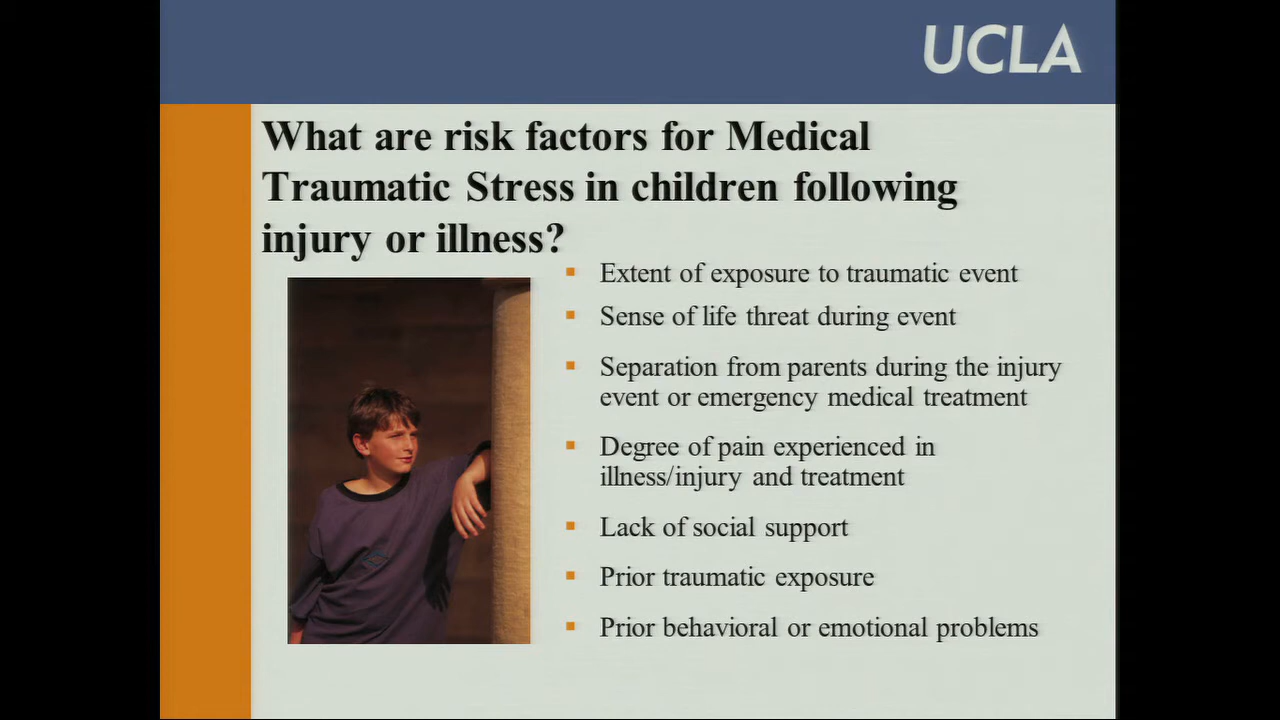 UCLA
What are risk factors for Medical
Traumatic Stress in children following
injury or illness?
Extent of exposure to traumatic event
Sense of life threat during event
Separation from parents during the injury
event or emergency medical treatment
Degree of pain experienced in
illness/injury and treatment
Lack of social support
Prior traumatic exposure
Prior behavioral or emotional problems